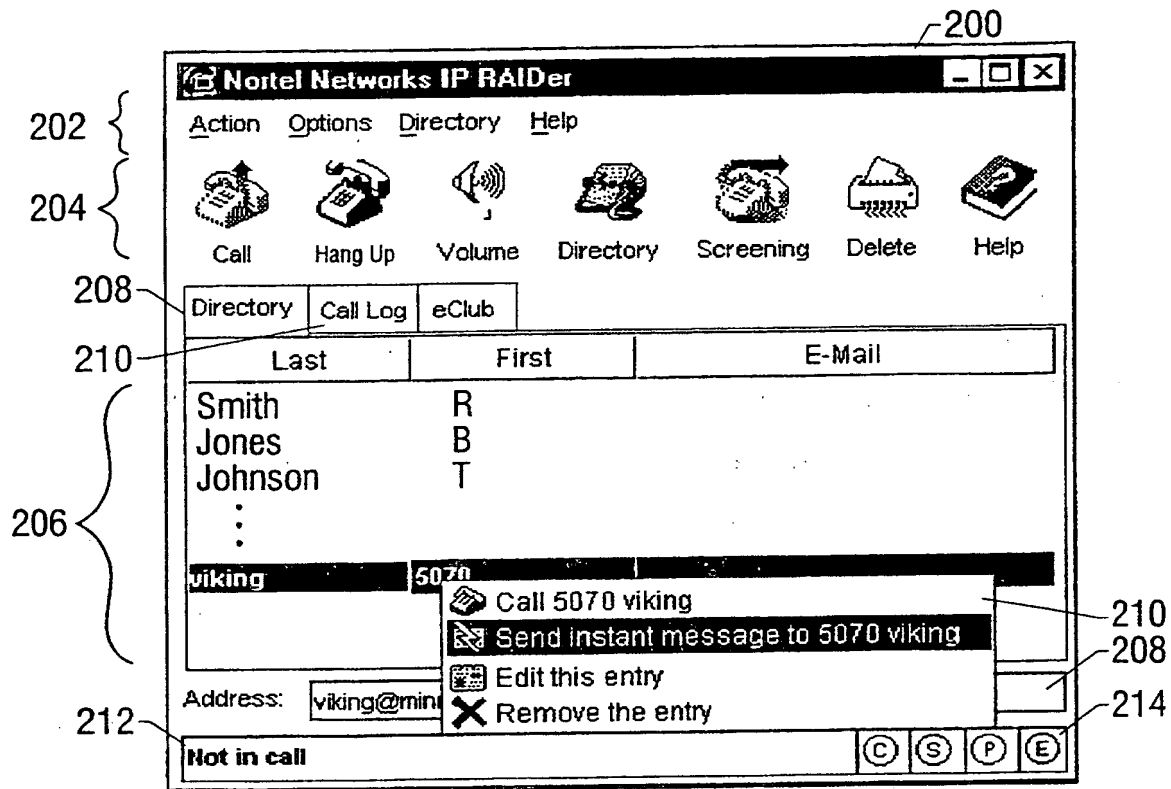 200
Nortel Networks IP RAIDer
202
Action Options Directory Help
204
Call Hang Up Volume Directory Screening Delete Help
208
Directory Call Log eClub
210
Last First E-Mail
206
Smith R
Jones B
Johnson T
viking 5070
Call 5070 viking
210
Send instant message to 5070 viking
208
Edit this entry
Address:
Remove the entry
214
212
Not in call
C S P E